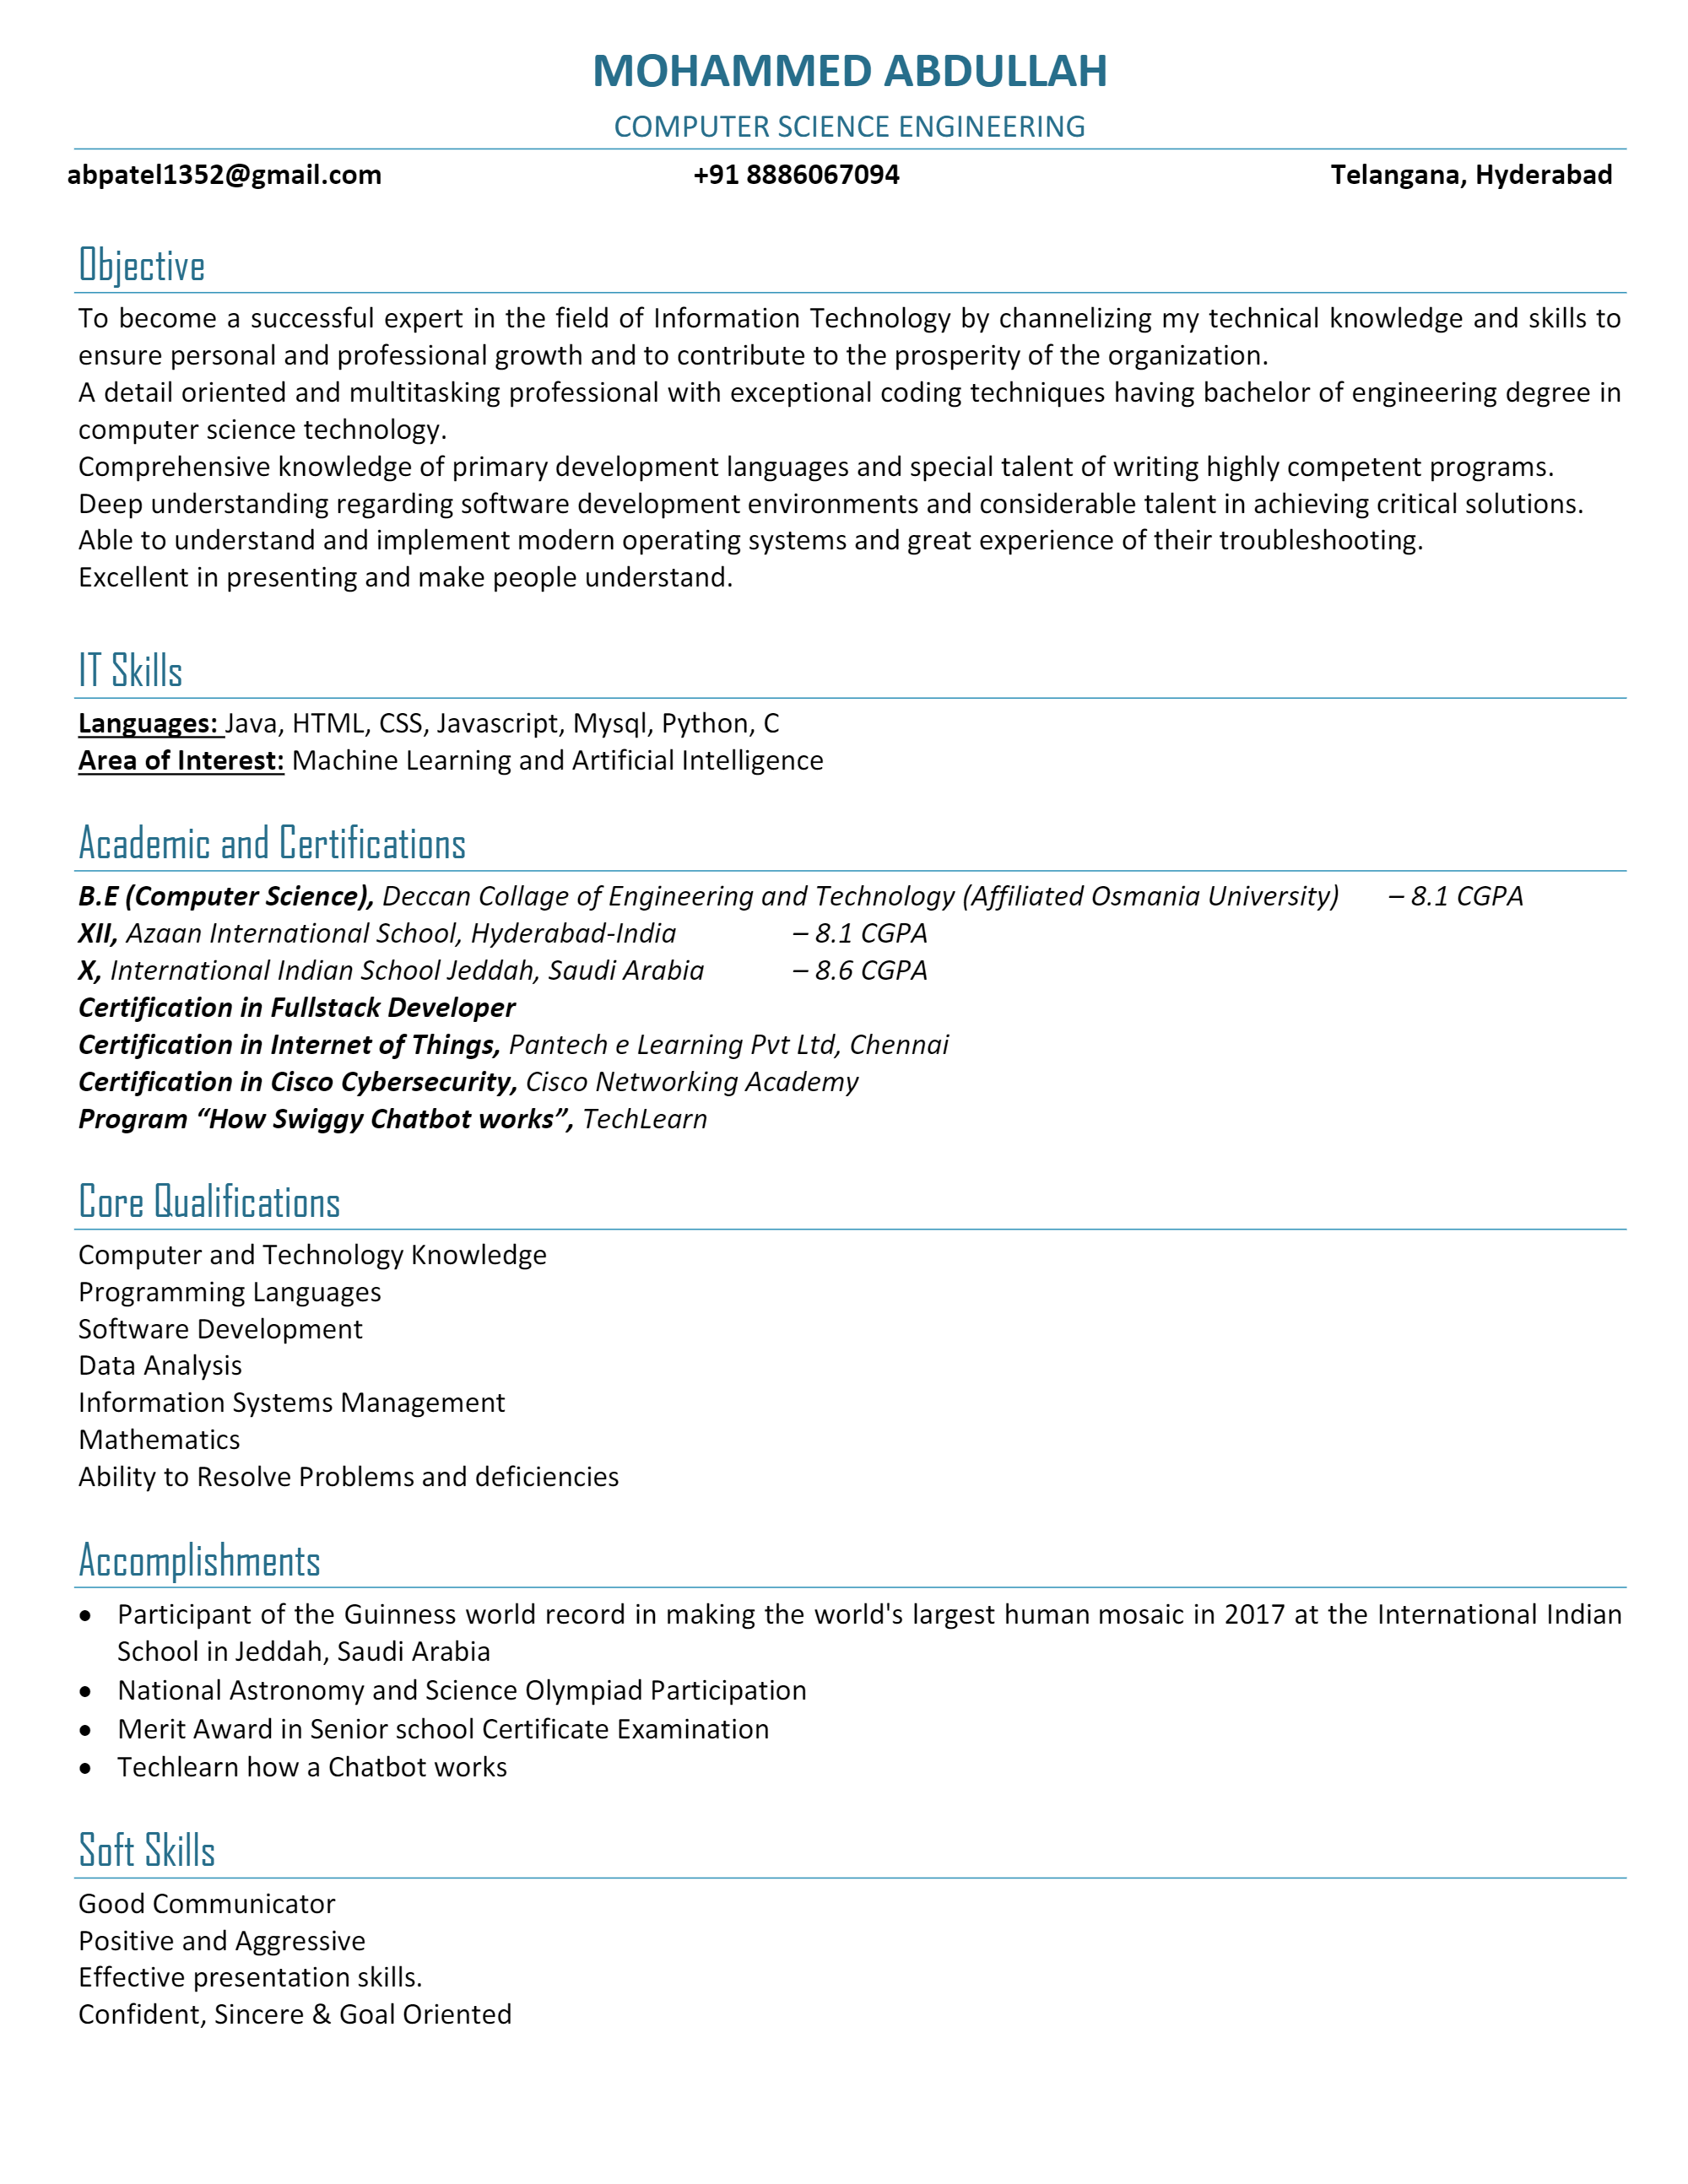 MOHAMMED ABDULLAH
COMPUTER SCIENCE ENGINEERING
abpatel1352@gmail.com +91 8886067094 Telangana, Hyderabad
Objective
To become a successful expert in the field of Information Technology by channelizing my technical knowledge and skills to
ensure personal and professional growth and to contribute to the prosperity of the organization.
A detail oriented and multitasking professional with exceptional coding techniques having bachelor of engineering degree in
computer science technology.
Comprehensive knowledge of primary development languages and special talent of writing highly competent programs.
Deep understanding regarding software development environments and considerable talent in achieving critical solutions.
Able to understand and implement modern operating systems and great experience of their troubleshooting.
Excellent in presenting and make people understand.
IT Skills
Languages: Java, HTML, CSS, Javascript, Mysql, Python, C
Area of Interest: Machine Learning and Artificial Intelligence
Academic and Certifications
B.E (Computer Science), Deccan Collage of Engineering and Technology (Affiliated Osmania University) – 8.1 CGPA
XII, Azaan International School, Hyderabad-India – 8.1 CGPA
X, International Indian School Jeddah, Saudi Arabia – 8.6 CGPA
Certification in Fullstack Developer
Certification in Internet of Things, Pantech e Learning Pvt Ltd, Chennai
Certification in Cisco Cybersecurity, Cisco Networking Academy
Program “How Swiggy Chatbot works”, TechLearn
Core Qualifications
Computer and Technology Knowledge
Programming Languages
Software Development
Data Analysis
Information Systems Management
Mathematics
Ability to Resolve Problems and deficiencies
Accomplishments
• Participant of the Guinness world record in making the world's largest human mosaic in 2017 at the International Indian
School in Jeddah, Saudi Arabia
• National Astronomy and Science Olympiad Participation
• Merit Award in Senior school Certificate Examination
• Techlearn how a Chatbot works
Soft Skills
Good Communicator
Positive and Aggressive
Effective presentation skills.
Confident, Sincere & Goal Oriented